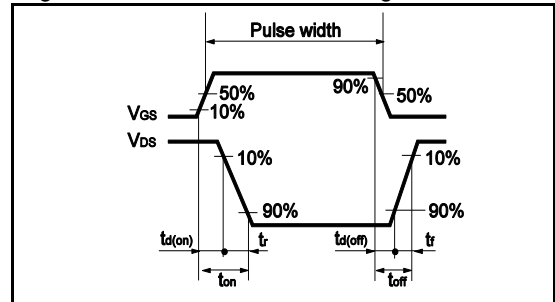 Pulse width
90%
50%
50%
VGS
10%
VDS
10%
10%
90%
90%
td(on)
tr
td(off)
tf
ton
toff